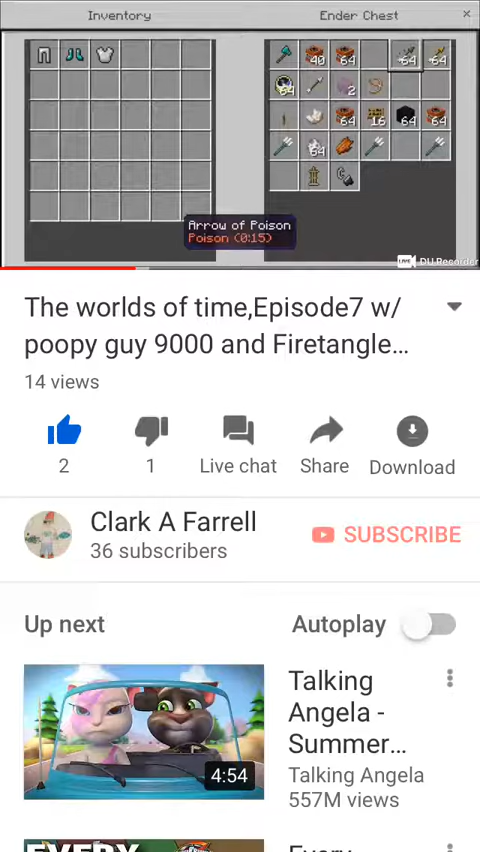 Inventory
Ender Chest
40
64
64
64
64
2
64
16
64
64
64
Arrow of Poison
Poison (0:15)
LIVE DU Recorder
The worlds of time,Episode7 w/
poopy guy 9000 and Firetangle...
14 views
2
1
Live chat
Share
Download
Clark A Farrell
36 subscribers
SUBSCRIBE
Up next
Autoplay
Talking
Angela -
Summer...
Talking Angela
557M views
4:54
EVERY
Every